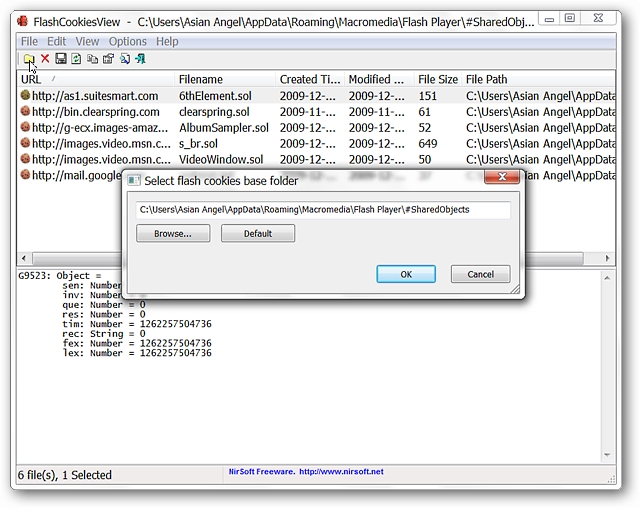 FlashCookiesView - C:\Users\Asian Angel\AppData\Roaming\Macromedia\Flash Player\#SharedObj...
File Edit View Options Help
URL / Filename Created Ti... Modified ... File Size File Path
http://as1.suitesmart.com 6thElement.sol 2009-12-... 2009-12-... 151 C:\Users\Asian Angel\AppData
http://bin.clearspring.com clearspring.sol 2009-11-... 2009-11-... 61 C:\Users\Asian Angel\AppData
http://g-ecx.images-amaz... AlbumSampler.sol 2009-12-... 2009-12-... 52 C:\Users\Asian Angel\AppData
http://images.video.msn.c... s_br.sol 2009-12-... 2009-12-... 649 C:\Users\Asian Angel\AppData
http://images.video.msn.c... VideoWindow.sol 2009-12-... 2009-12-... 50 C:\Users\Asian Angel\AppData
http://mail.google
Select flash cookies base folder
C:\Users\Asian Angel\AppData\Roaming\Macromedia\Flash Player\#SharedObjects
Browse... Default
OK Cancel
G9523: Object =
sen: Number
inv: Number
que: Number = 0
res: Number = 0
tim: Number = 1262257504736
rec: String = 0
fex: Number = 1262257504736
lex: Number = 1262257504736
6 file(s), 1 Selected
NirSoft Freeware. http://www.nirsoft.net